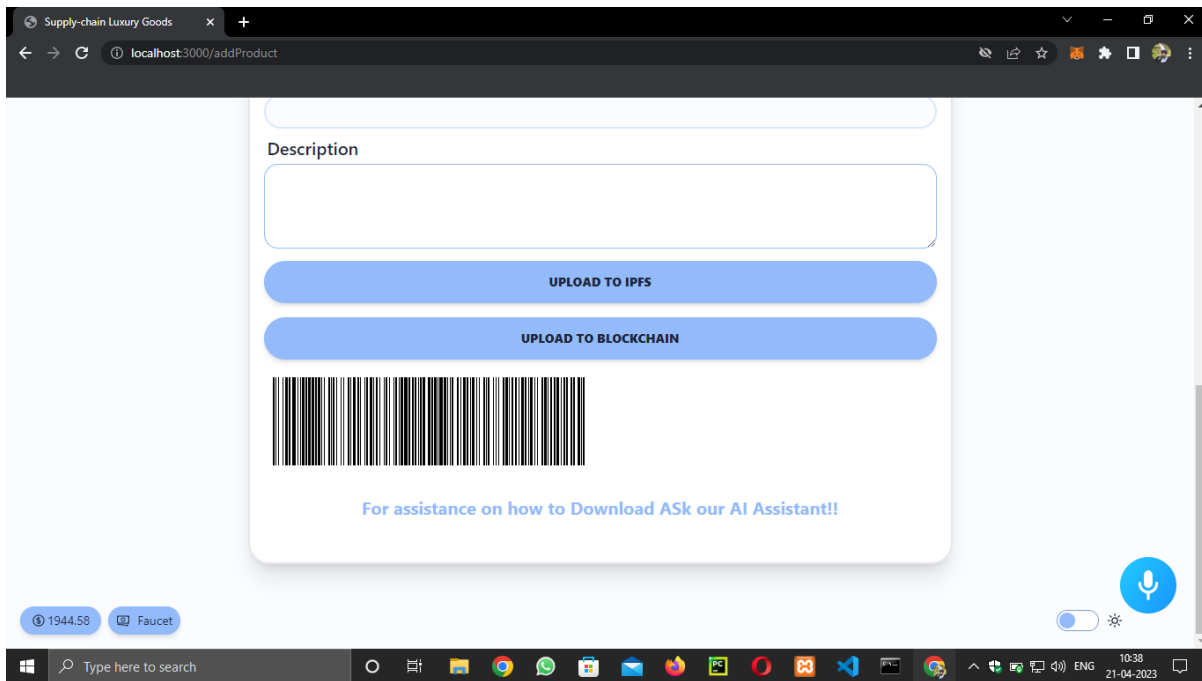 Supply-chain Luxury Goods
localhost:3000/addProduct
Description
UPLOAD TO IPFS
UPLOAD TO BLOCKCHAIN
For assistance on how to Download ASk our AI Assistant!!
1944.58
Faucet
Type here to search
PC
ENG
10:38
21-04-2023